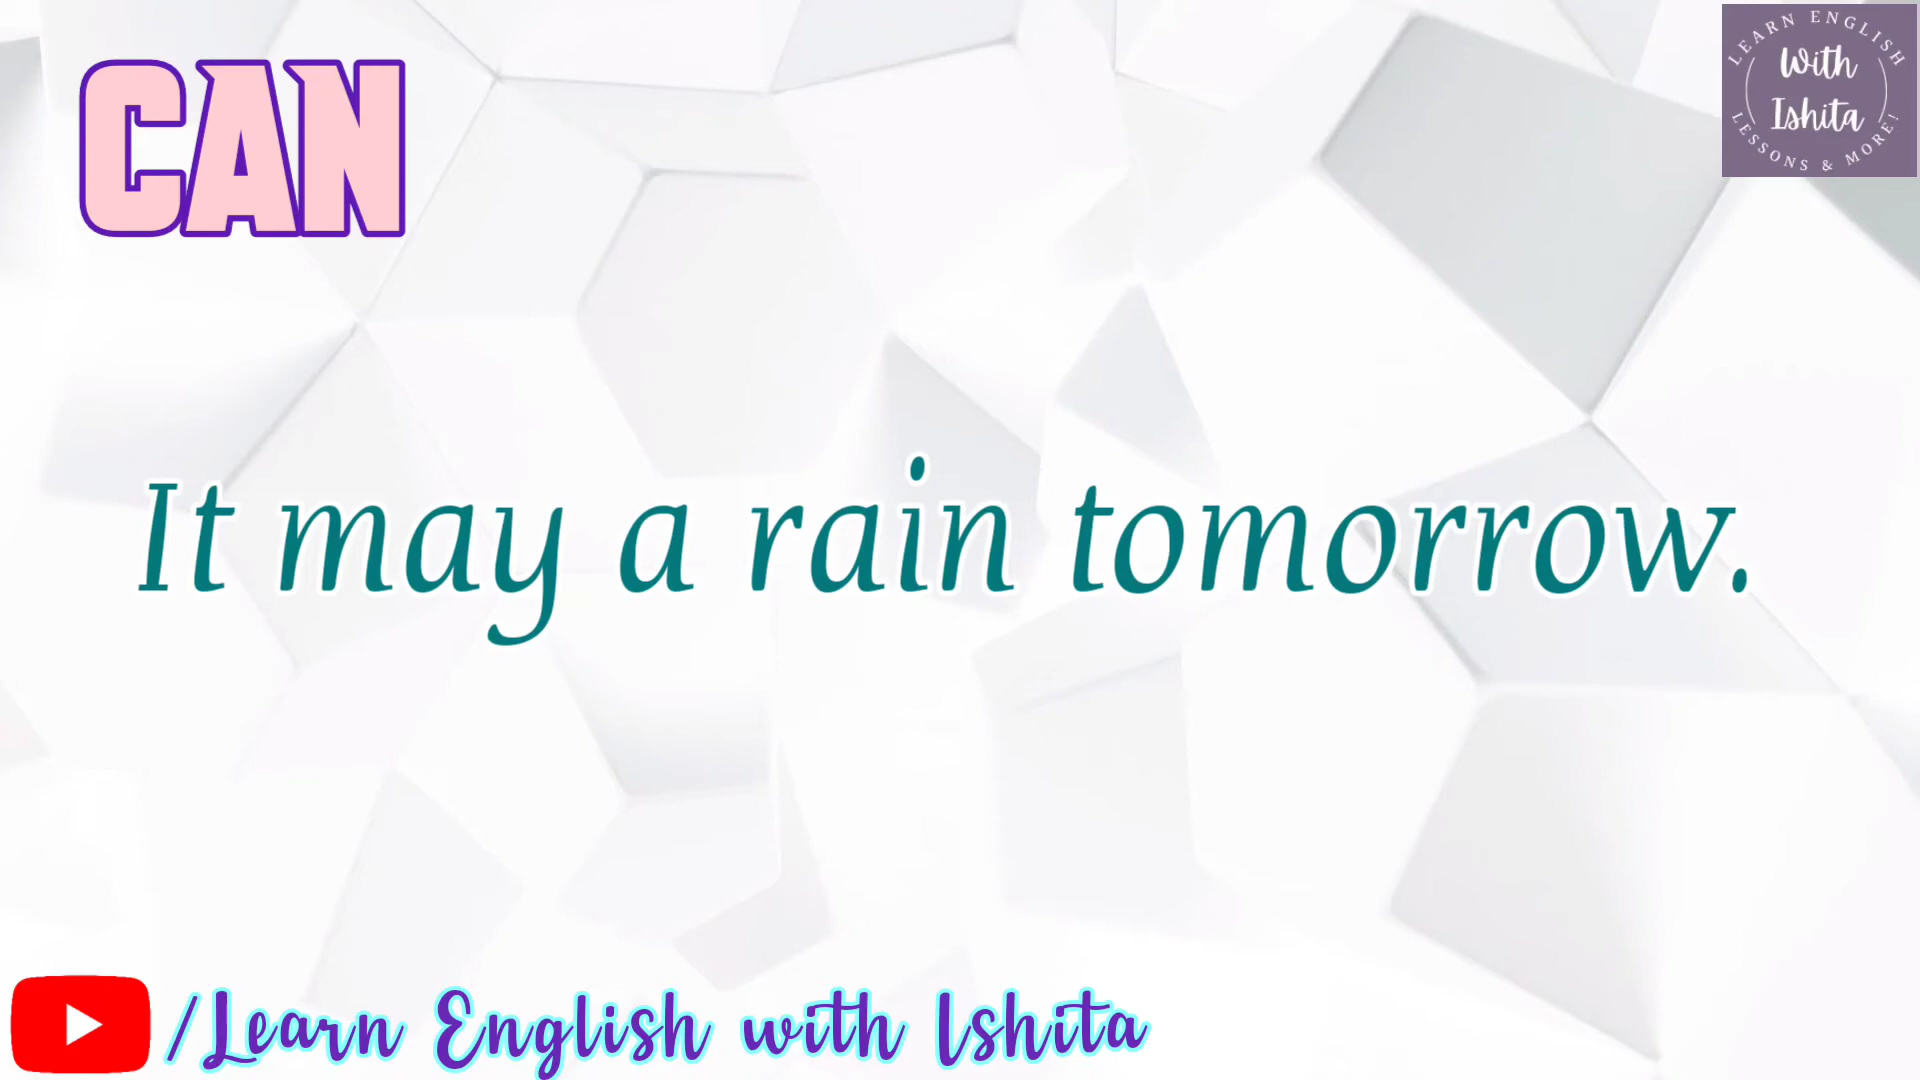 CAN
LEARN ENGLISH
With
Ishita
LESSONS & MORE!
It may a rain tomorrow.
/Learn English with Ishita